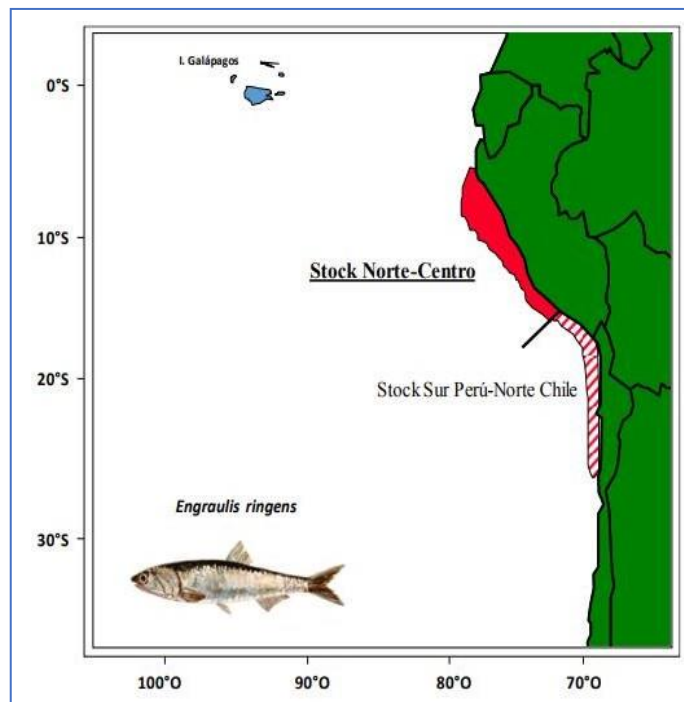 I. Galápagos
0°S
10°S
Stock Norte-Centro
20°S
Stock Sur Perú-Norte Chile
Engraulis ringens
30°S
100°O
90°O
80°O
70°O